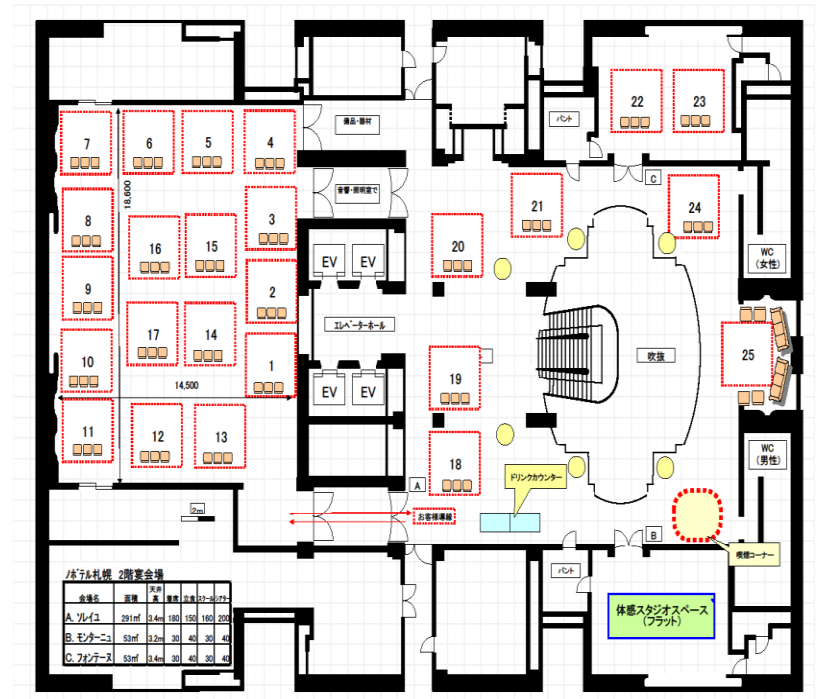 22
23
パント
備品・器材
7
6
5
4
C
音響・照明室で
18,600
3
21
24
8
16
15
20
WC
(女性)
EV
EV
9
2
エレベーターホール
17
14
吹抜
25
10
1
19
14,500
EV
EV
11
12
13
18
WC
(男性)
ドリンクカウンター
A
2m
お客様導線
B
喫煙コーナー
パント
ノボテル札幌 2階宴会場
会場名 面積 天井高 着席 立食 スクール シアター
A. ソレイユ 291㎡ 3.4m 180 150 160 200
B. モンターニュ 53㎡ 3.2m 30 40 30 40
C. フォンテーヌ 53㎡ 3.4m 30 40 30 40
体感スタジオスペース
(フラット)